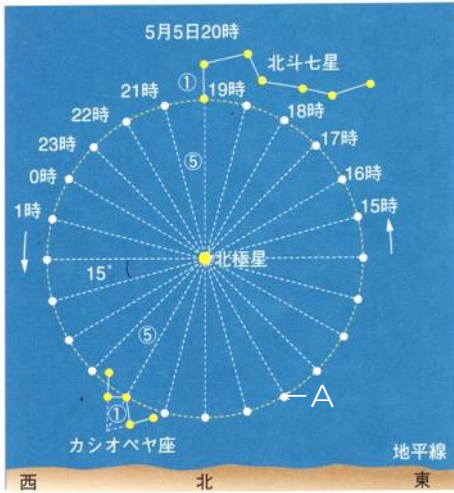 5月5日20時
北斗七星
①
19時
21時
18時
22時
17時
23時
⑤
0時
16時
1時
15時
北極星
15°
⑤
A
①
カシオペヤ座
地平線
西
北
東